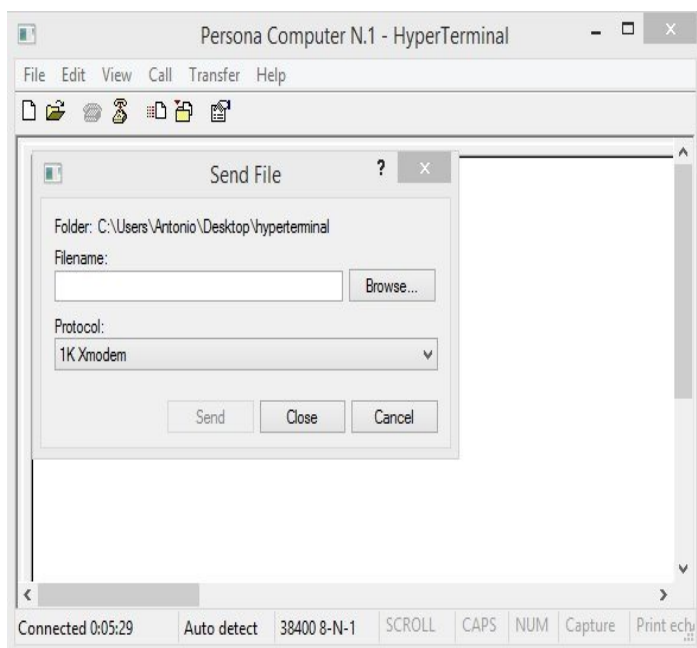 Persona Computer N.1 - HyperTerminal
File Edit View Call Transfer Help
Send File ? x
Folder: C:\Users\Antonio\Desktop\hyperterminal
Filename:
Browse...
Protocol:
1K Xmodem
Send Close Cancel
Connected 0:05:29 Auto detect 38400 8-N-1 SCROLL CAPS NUM Capture Print echo